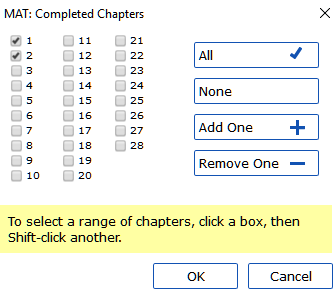 MAT: Completed Chapters
1 11 21
2 12 22
3 13 23
4 14 24
5 15 25
6 16 26
7 17 27
8 18 28
9 19
10 20
All
None
Add One
Remove One
To select a range of chapters, click a box, then
Shift-click another.
OK Cancel